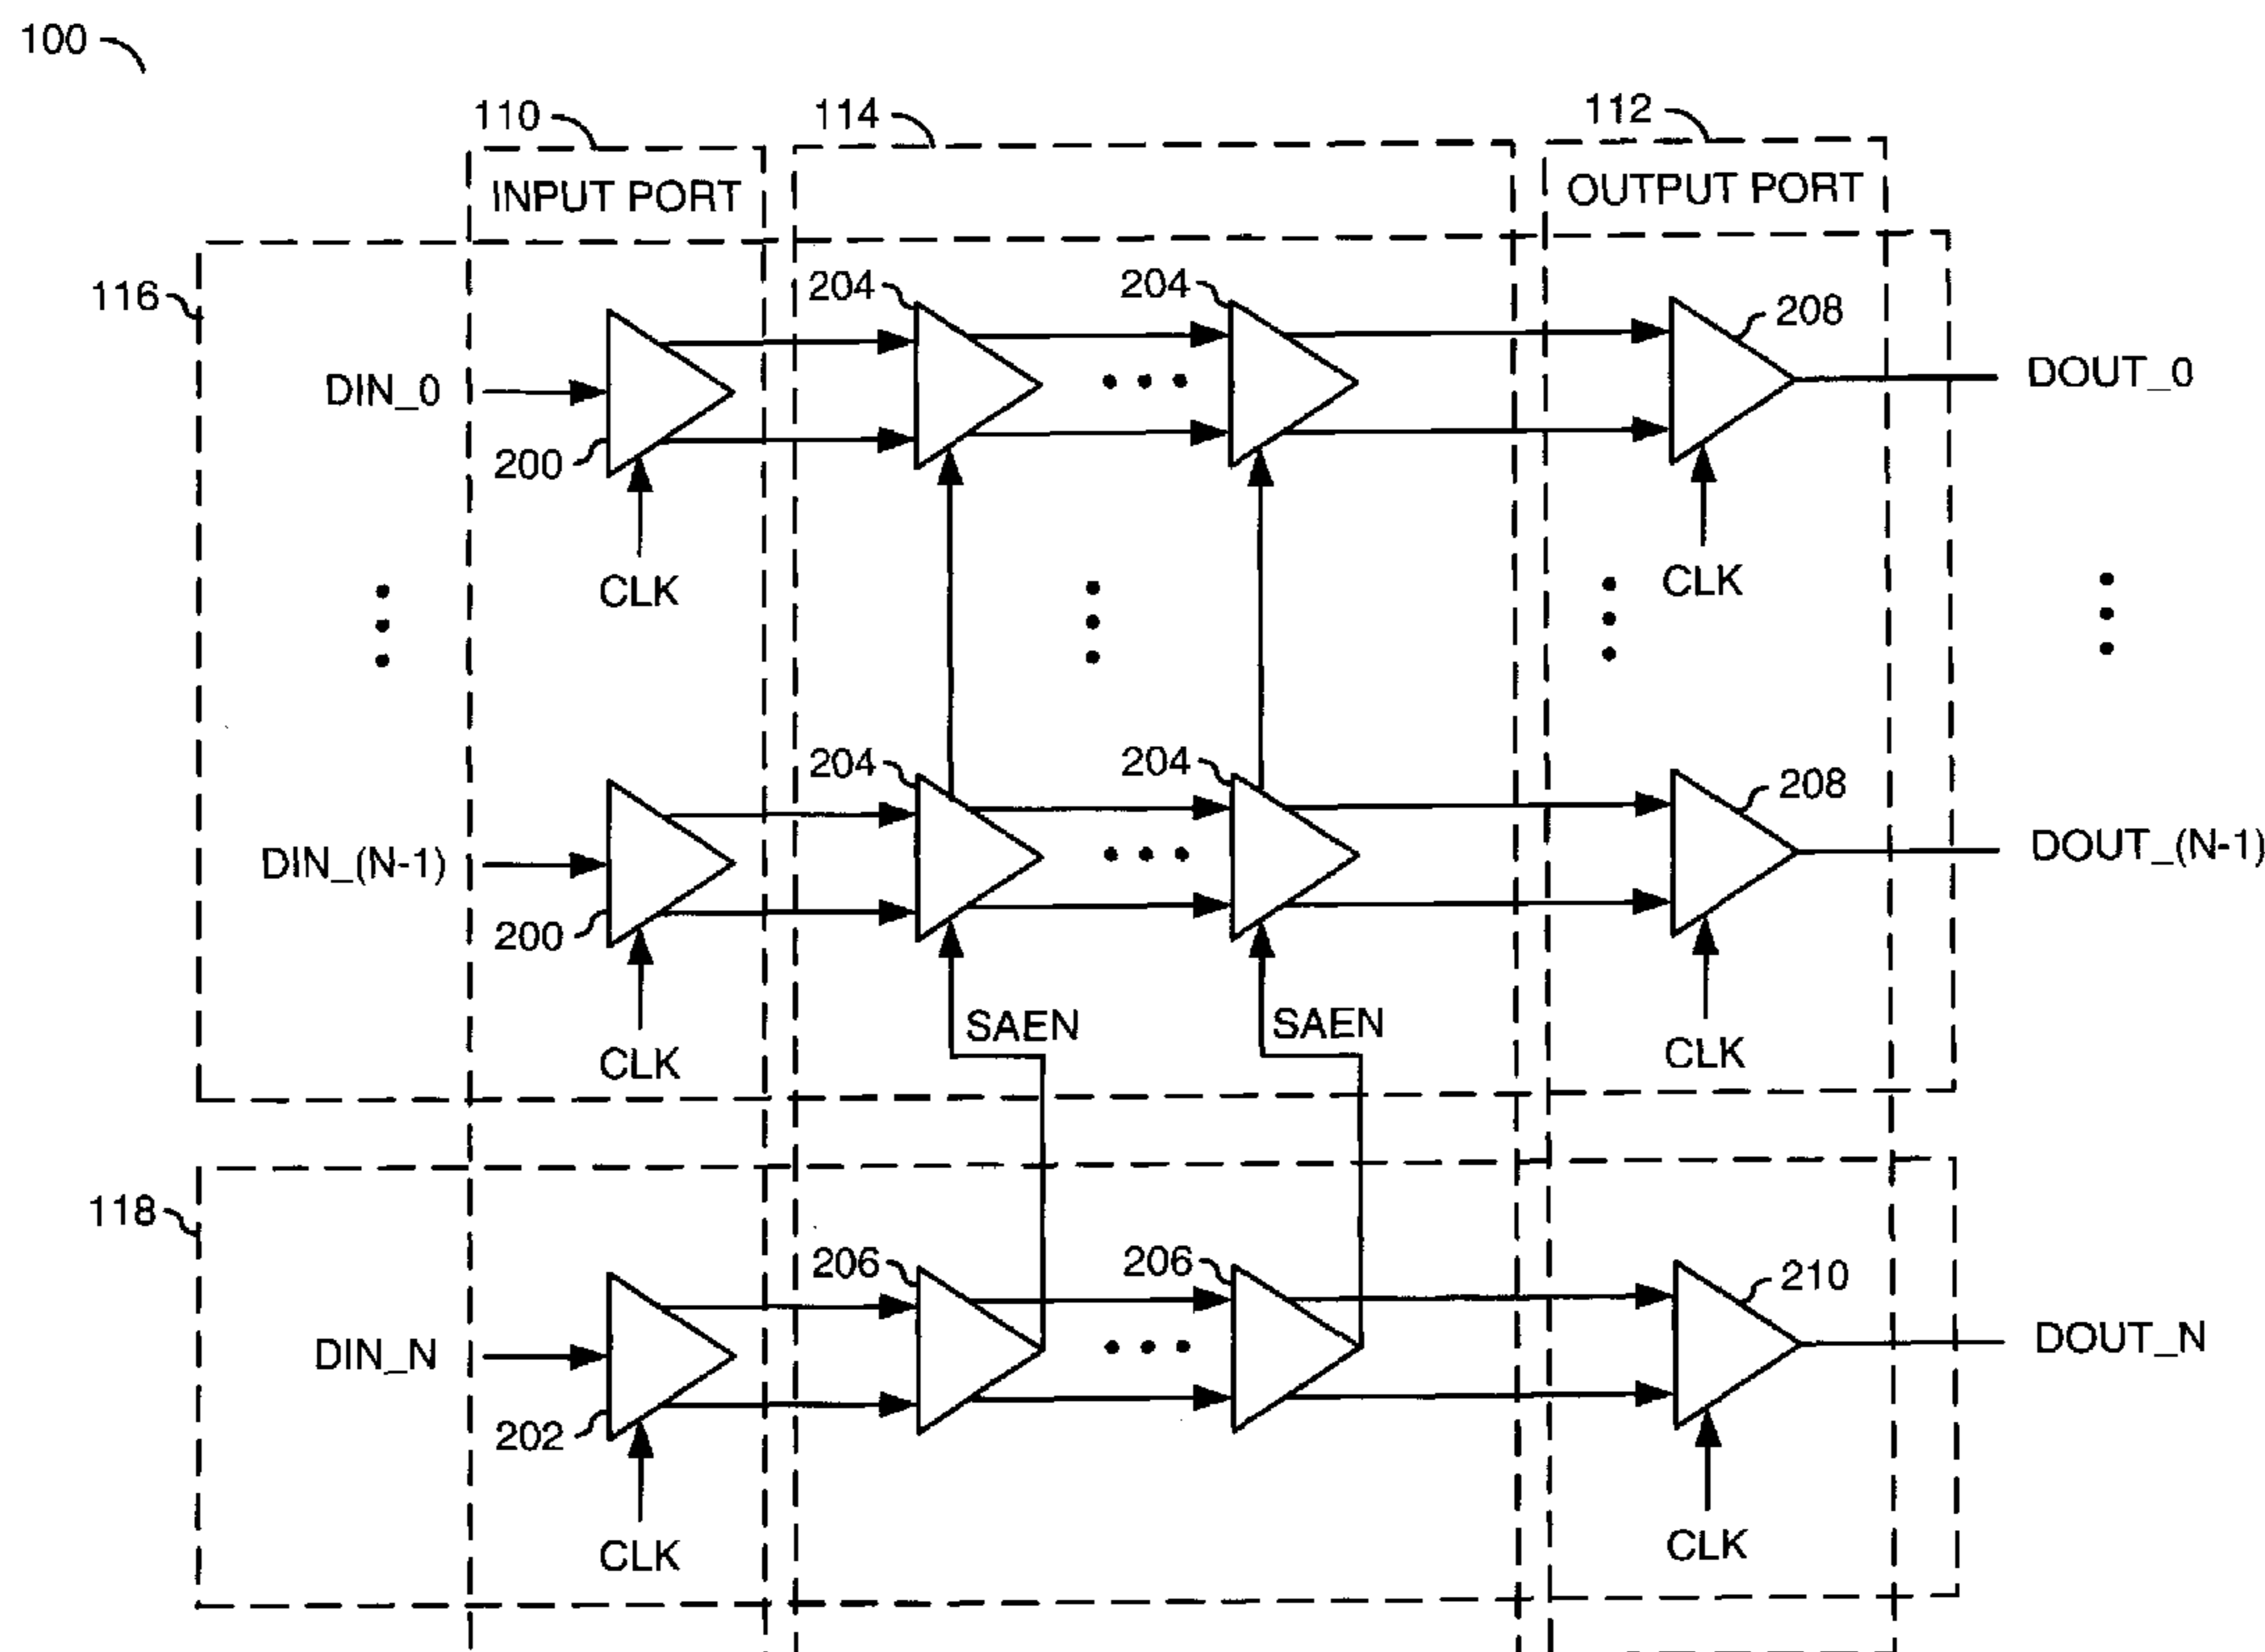 100
110
114
112
INPUT PORT
OUTPUT PORT
116
204
204
208
DIN_0
DOUT_0
200
CLK
CLK
204
204
208
DIN_(N-1)
DOUT_(N-1)
200
SAEN
SAEN
CLK
CLK
118
206
206
210
DIN_N
DOUT_N
202
CLK
CLK